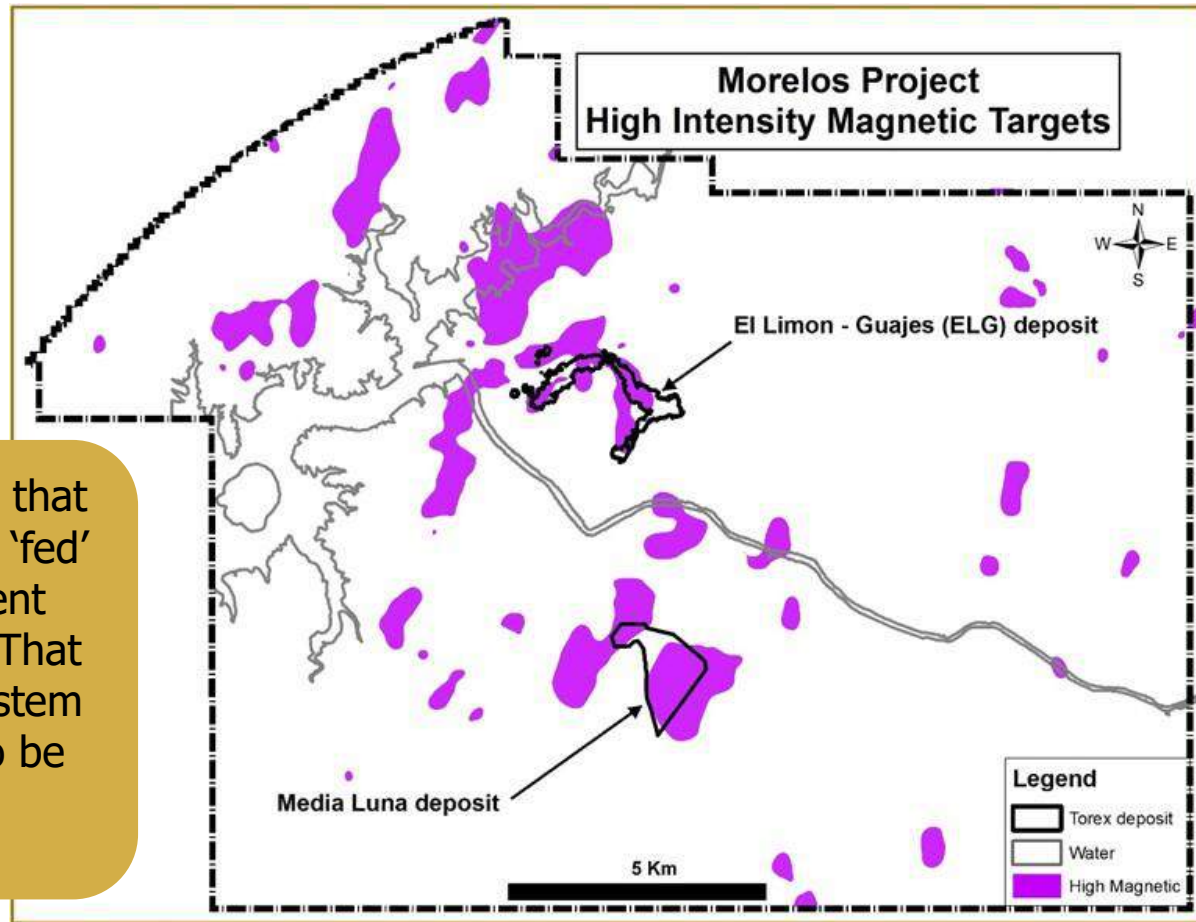 Morelos Project
High Intensity Magnetic Targets
N
W E
S
El Limon - Guajes (ELG) deposit
that
‘fed’
ent
That
stem
o be
Media Luna deposit
5 Km
Legend
Torex deposit
Water
High Magnetic